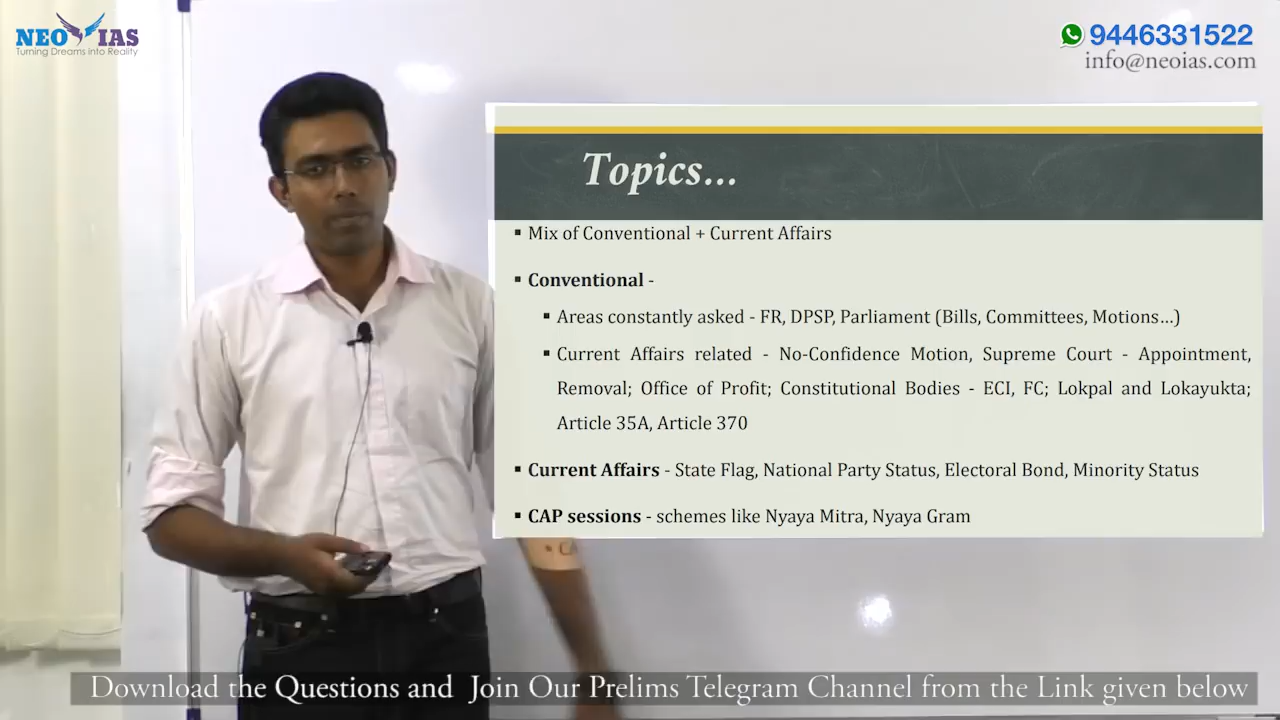 NEO IAS
Turning Dreams into Reality
9446331522
info@neoias.com
Topics...
▪ Mix of Conventional + Current Affairs
▪ Conventional -
▪ Areas constantly asked - FR, DPSP, Parliament (Bills, Committees, Motions…)
▪ Current Affairs related - No-Confidence Motion, Supreme Court - Appointment,
Removal; Office of Profit; Constitutional Bodies - ECI, FC; Lokpal and Lokayukta;
Article 35A, Article 370
▪ Current Affairs - State Flag, National Party Status, Electoral Bond, Minority Status
▪ CAP sessions - schemes like Nyaya Mitra, Nyaya Gram
Download the Questions and Join Our Prelims Telegram Channel from the Link given below